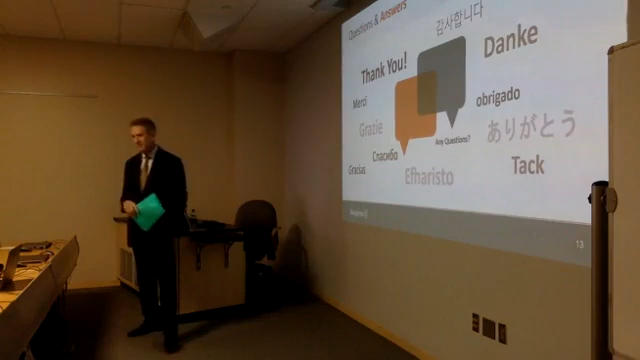 Questions & Answers
감사합니다
Thank You!
Danke
Merci
obrigado
Grazie
Any Questions?
ありがとう
Спасибо
Gracias
Efharisto
Tack
13